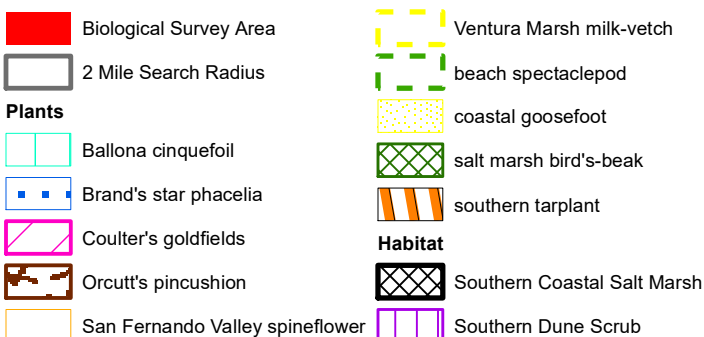 Biological Survey Area
2 Mile Search Radius
Plants
Ballona cinquefoil
Brand's star phacelia
Coulter's goldfields
Orcutt's pincushion
San Fernando Valley spineflower
Ventura Marsh milk-vetch
beach spectaclepod
coastal goosefoot
salt marsh bird's-beak
southern tarplant
Habitat
Southern Coastal Salt Marsh
Southern Dune Scrub